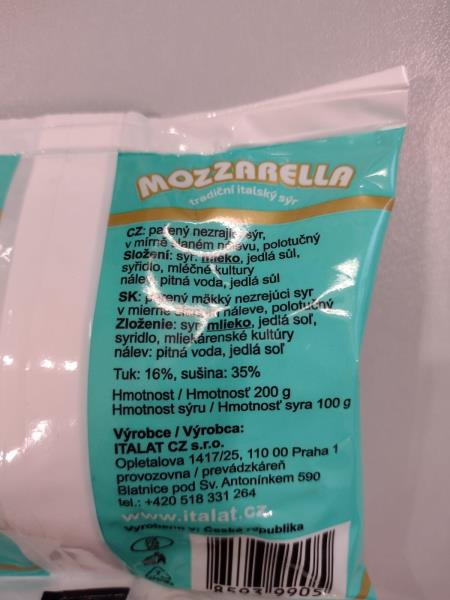 MOZZARELLA
tradiční italský sýr
CZ: pařený nezrající sýr,
v mírně slaném nálevu, polotučný
Složení: sýr: mléko, jedlá sůl,
syřidlo, mléčné kultury
nálev: pitná voda, jedlá sůl
SK: parený mäkký nezrejúci syr
v mierne slanom náleve, polotučný
Zloženie: syr: mlieko, jedlá soľ,
syridlo, mliekárenské kultúry
nálev: pitná voda, jedlá soľ
Tuk: 16%, sušina: 35%
Hmotnost / Hmotnosť 200 g
Hmotnost sýru / Hmotnosť syra 100 g
Výrobce / Výrobca:
ITALAT CZ s.r.o.
Opletalova 1417/25, 110 00 Praha 1
provozovna / prevádzkáreň
Blatnice pod Sv. Antonínkem 590
tel.: +420 518 331 264
www.italat.cz
Vyrobeno v: Česká republika
8593 9905